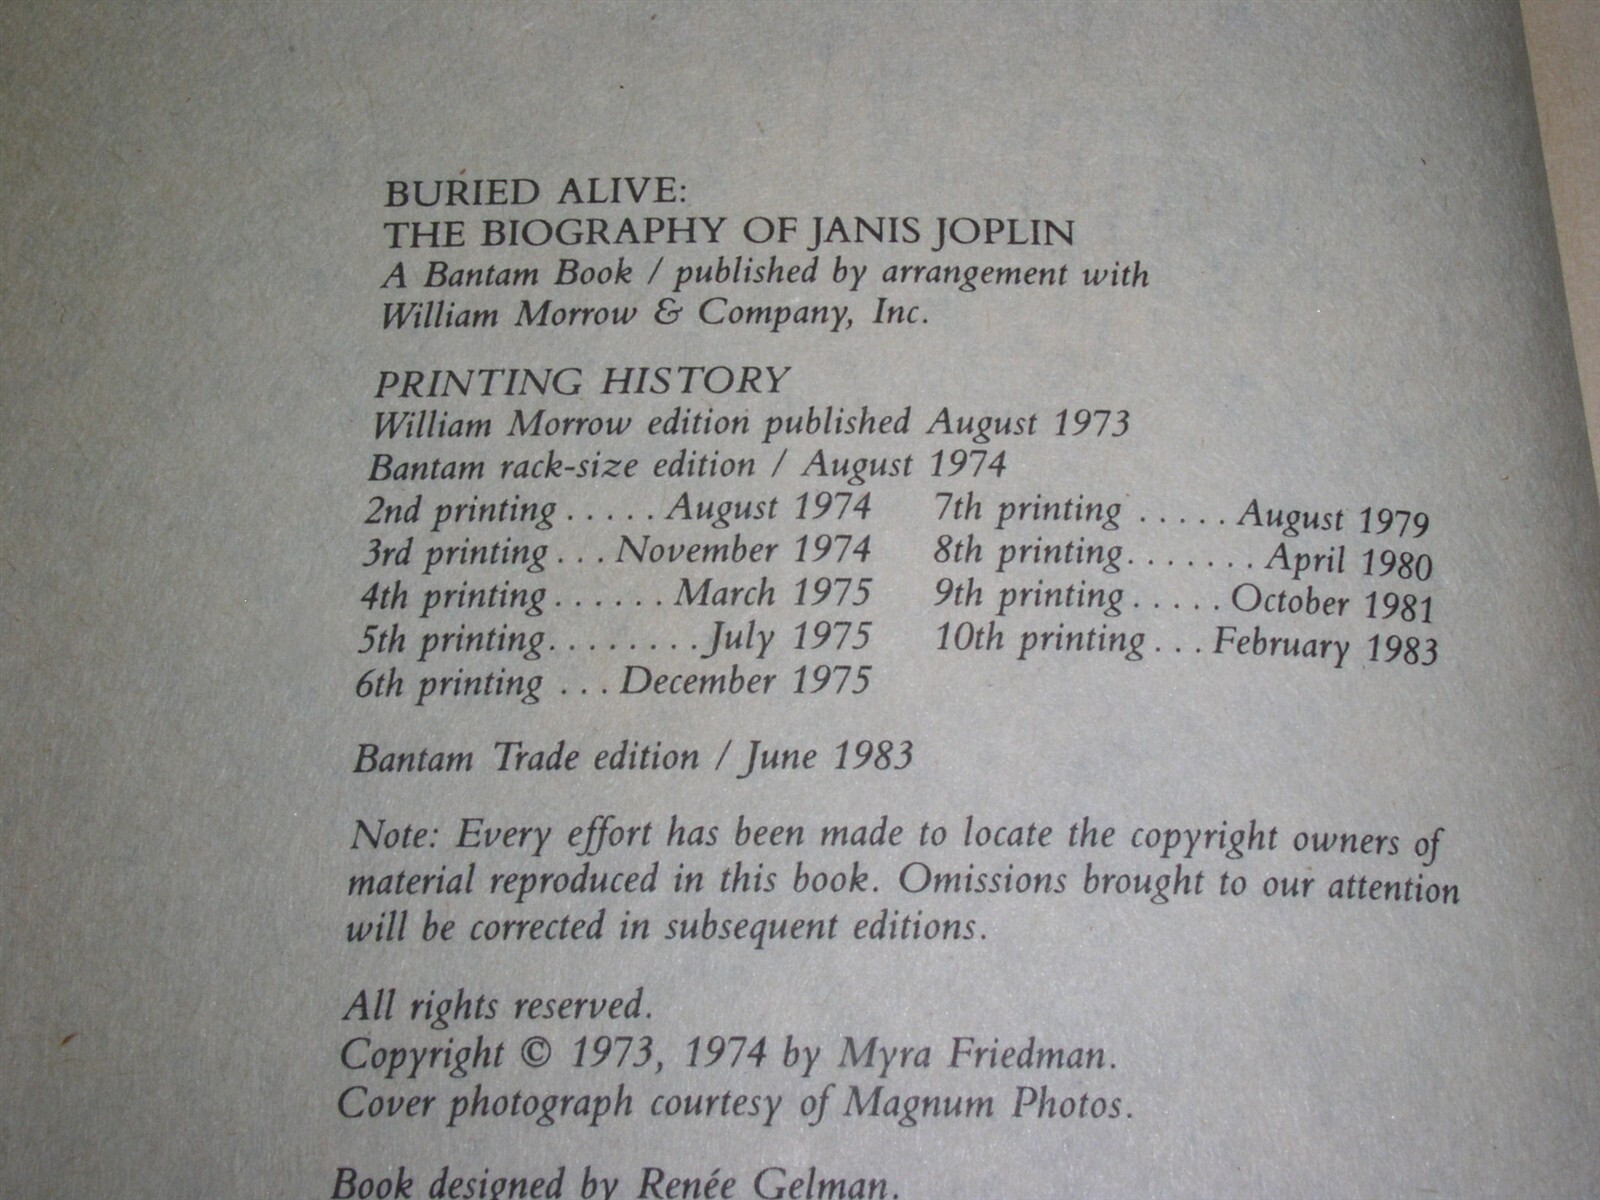 BURIED ALIVE:
THE BIOGRAPHY OF JANIS JOPLIN
A Bantam Book / published by arrangement with
William Morrow & Company, Inc.
PRINTING HISTORY
William Morrow edition published August 1973
Bantam rack-size edition / August 1974
2nd printing ..... August 1974 7th printing ..... August 1979
3rd printing ... November 1974 8th printing ....... April 1980
4th printing ...... March 1975 9th printing ..... October 1981
5th printing ........ July 1975 10th printing ... February 1983
6th printing ... December 1975
Bantam Trade edition / June 1983
Note: Every effort has been made to locate the copyright owners of
material reproduced in this book. Omissions brought to our attention
will be corrected in subsequent editions.
All rights reserved.
Copyright © 1973, 1974 by Myra Friedman.
Cover photograph courtesy of Magnum Photos.
Book designed by Renée Gelman.